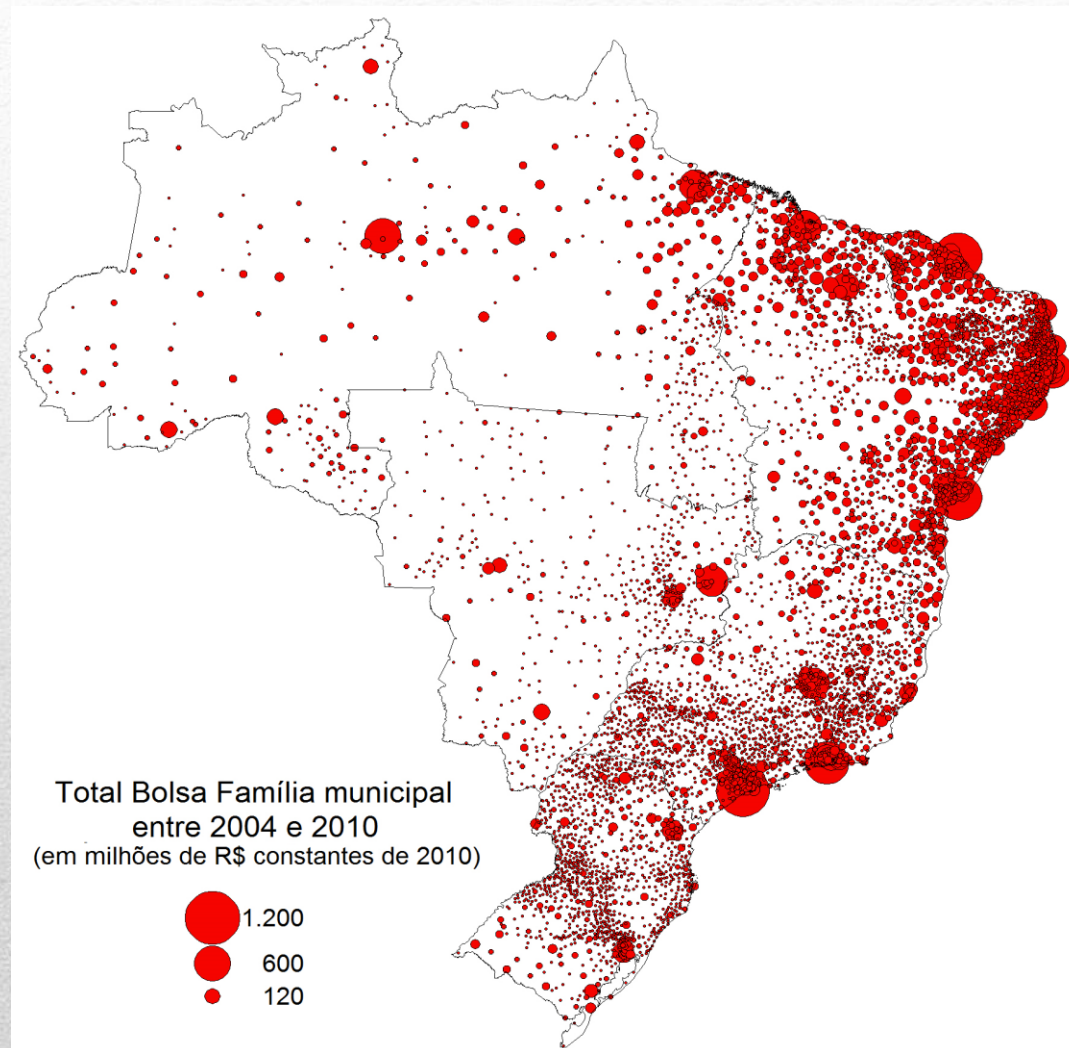 Total Bolsa Família municipal
entre 2004 e 2010
(em milhões de R$ constantes de 2010)
1.200
600
120